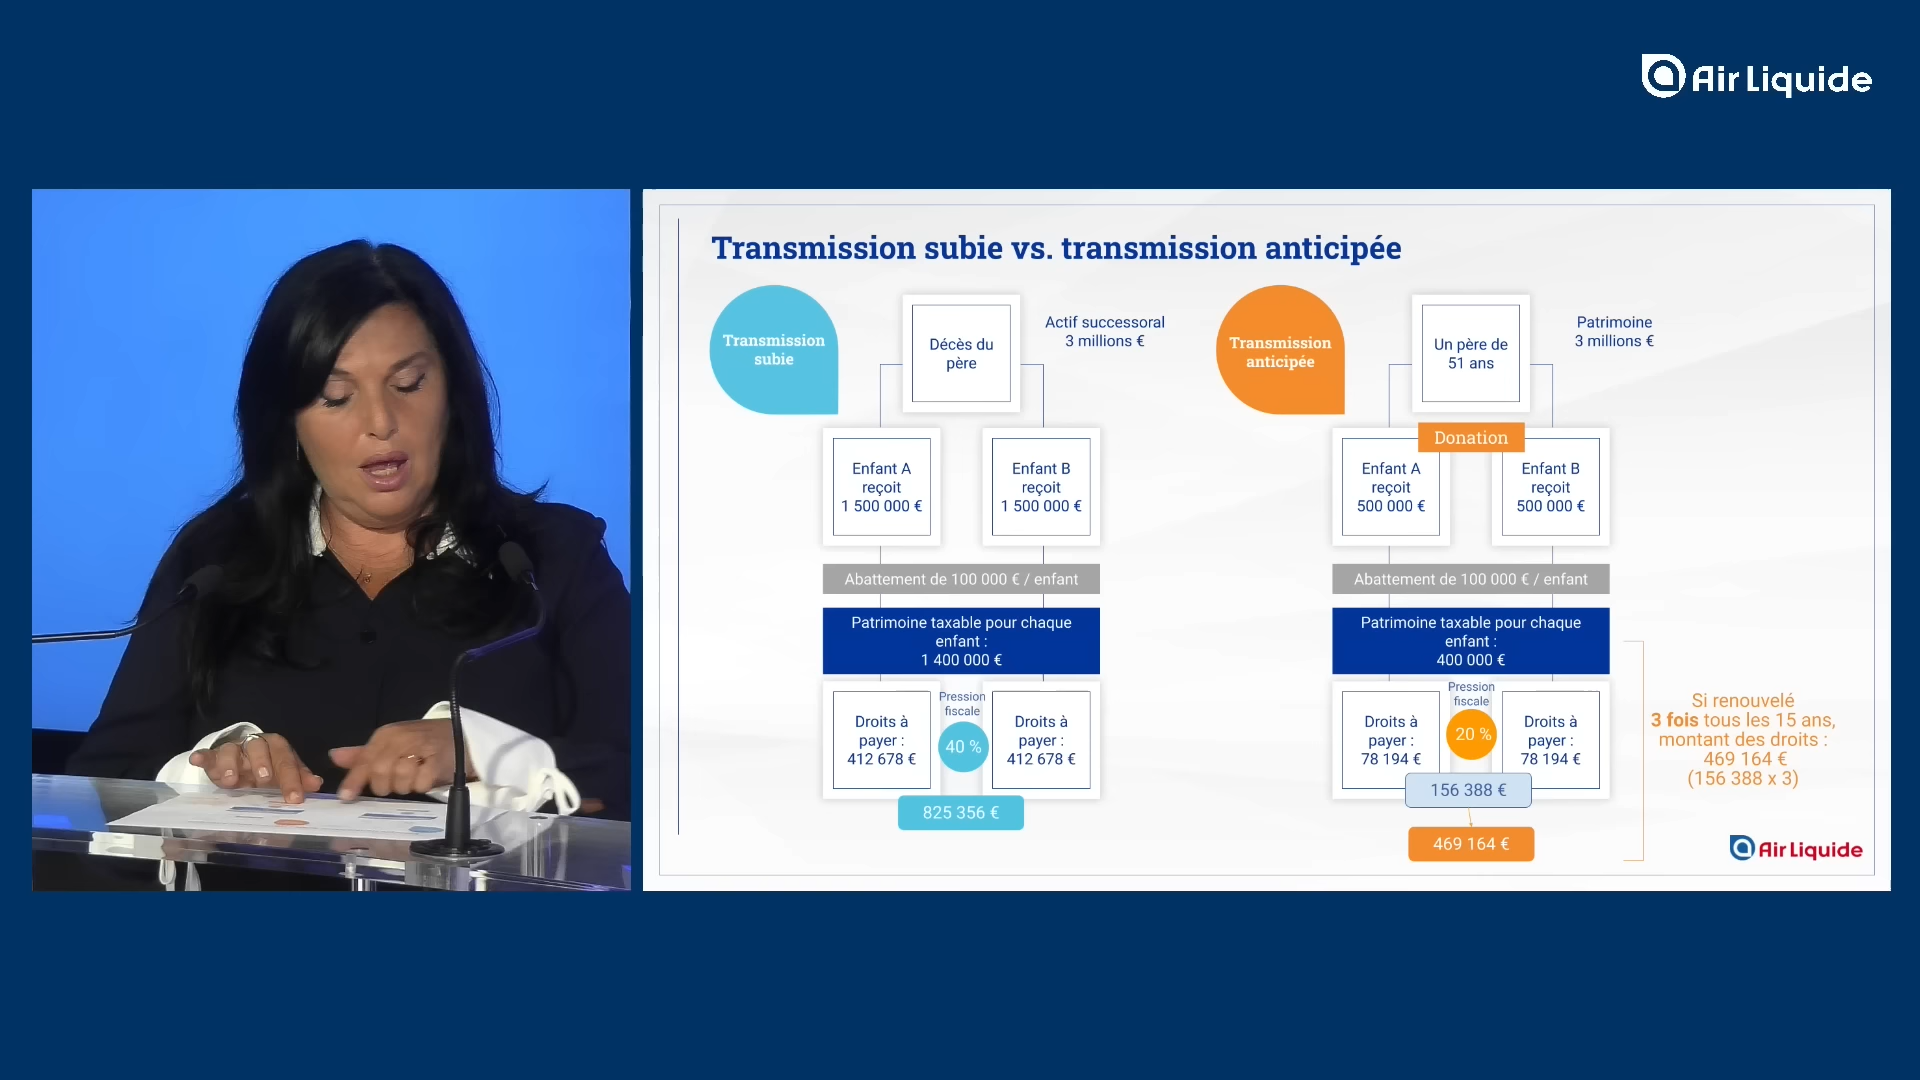 Air Liquide
Transmission subie vs. transmission anticipée
Transmission
subie
Décès du
père
Actif successoral
3 millions €
Enfant A
reçoit
1 500 000 €
Enfant B
reçoit
1 500 000 €
Abattement de 100 000 € / enfant
Patrimoine taxable pour chaque
enfant :
1 400 000 €
Droits à
payer :
412 678 €
Pression
fiscale
40 %
Droits à
payer :
412 678 €
825 356 €
Transmission
anticipée
Un père de
51 ans
Patrimoine
3 millions €
Donation
Enfant A
reçoit
500 000 €
Enfant B
reçoit
500 000 €
Abattement de 100 000 € / enfant
Patrimoine taxable pour chaque
enfant :
400 000 €
Droits à
payer :
78 194 €
Pression
fiscale
20 %
Droits à
payer :
78 194 €
156 388 €
469 164 €
Si renouvelé
3 fois tous les 15 ans,
montant des droits :
469 164 €
(156 388 x 3)
Air Liquide